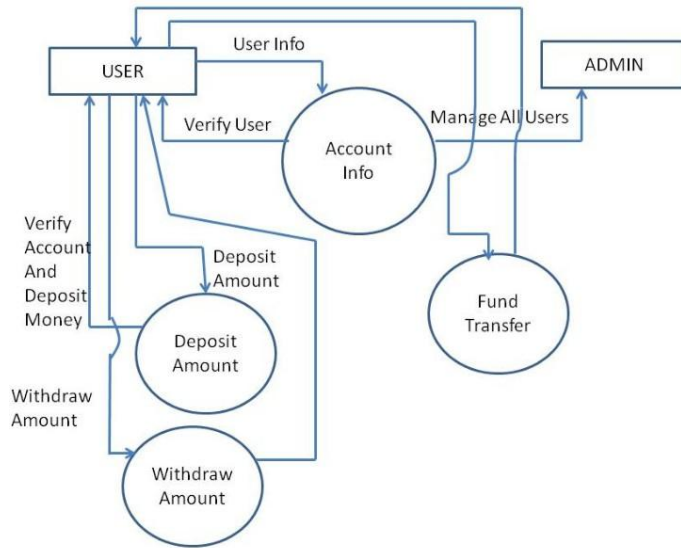 User Info
USER
ADMIN
Verify User
Manage All Users
Account
Info
Verify
Account
And
Deposit
Money
Deposit
Amount
Fund
Transfer
Deposit
Amount
Withdraw
Amount
Withdraw
Amount